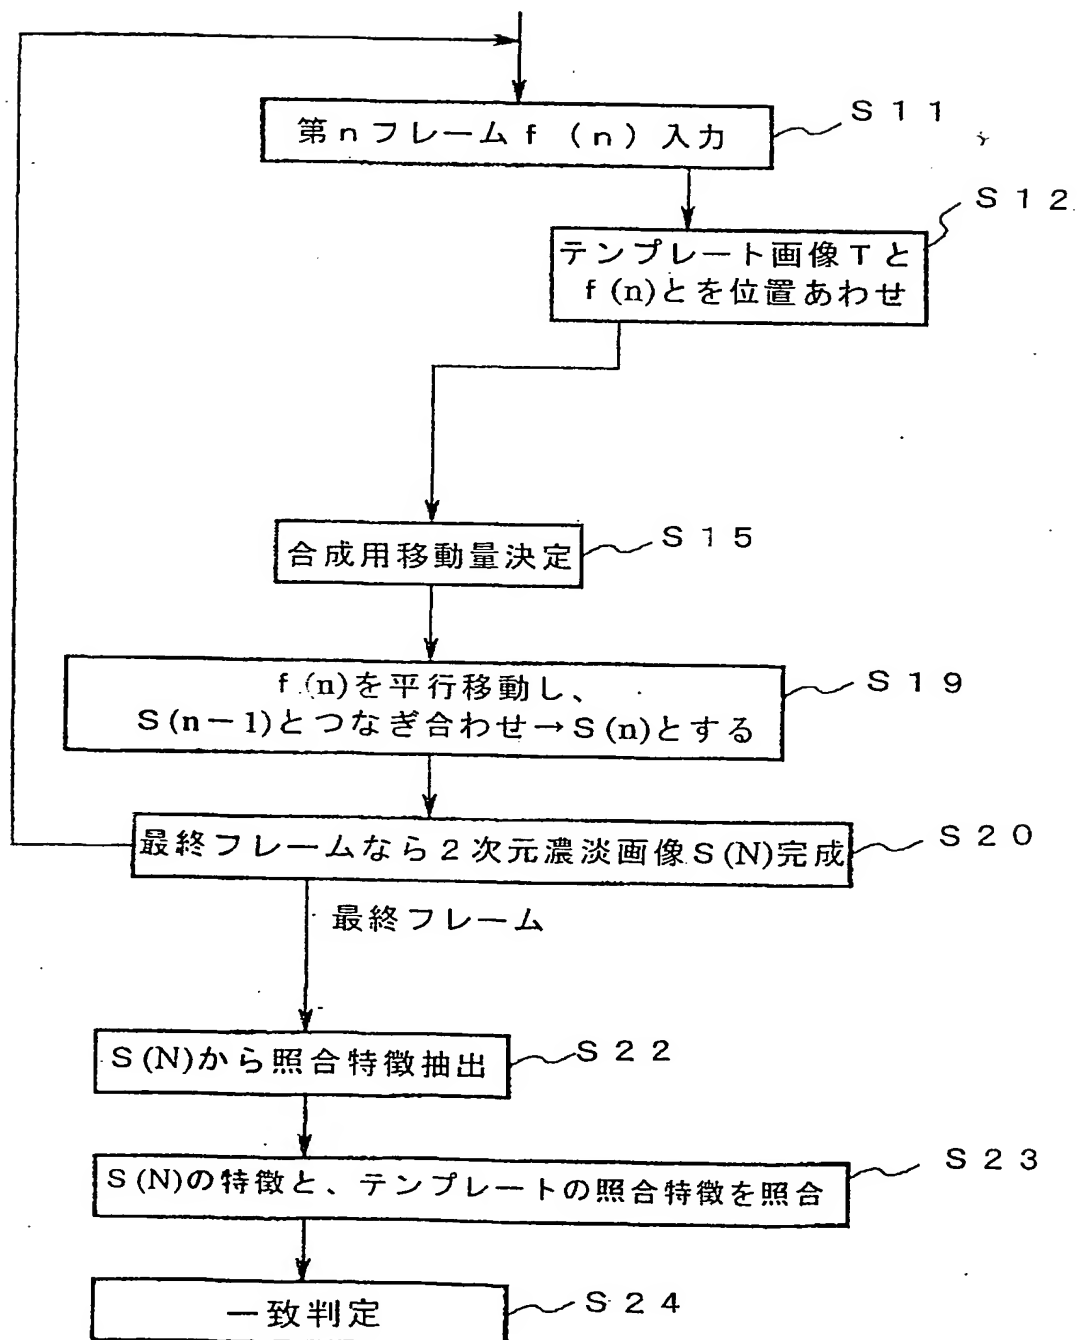 第nフレームf（n）入力
S11
S12
テンプレート画像Tと
f(n)とを位置あわせ
合成用移動量決定
S15
f(n)を平行移動し、
S(n−1)とつなぎ合わせ→S(n)とする
S19
最終フレームなら2次元濃淡画像S(N)完成
S20
最終フレーム
S(N)から照合特徴抽出
S22
S(N)の特徴と、テンプレートの照合特徴を照合
S23
一致判定
S24